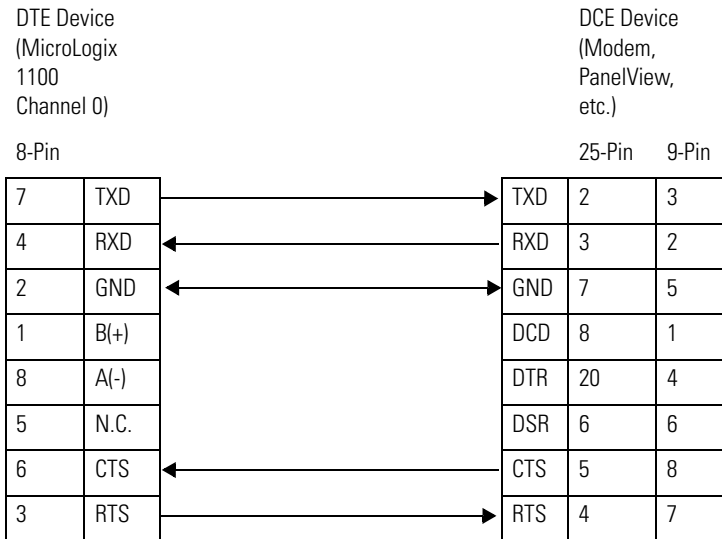 DTE Device
(MicroLogix
1100
Channel 0)
DCE Device
(Modem,
PanelView,
etc.)
8-Pin
25-Pin 9-Pin
7 TXD TXD 2 3
4 RXD RXD 3 2
2 GND GND 7 5
1 B(+) DCD 8 1
8 A(-) DTR 20 4
5 N.C. DSR 6 6
6 CTS CTS 5 8
3 RTS RTS 4 7